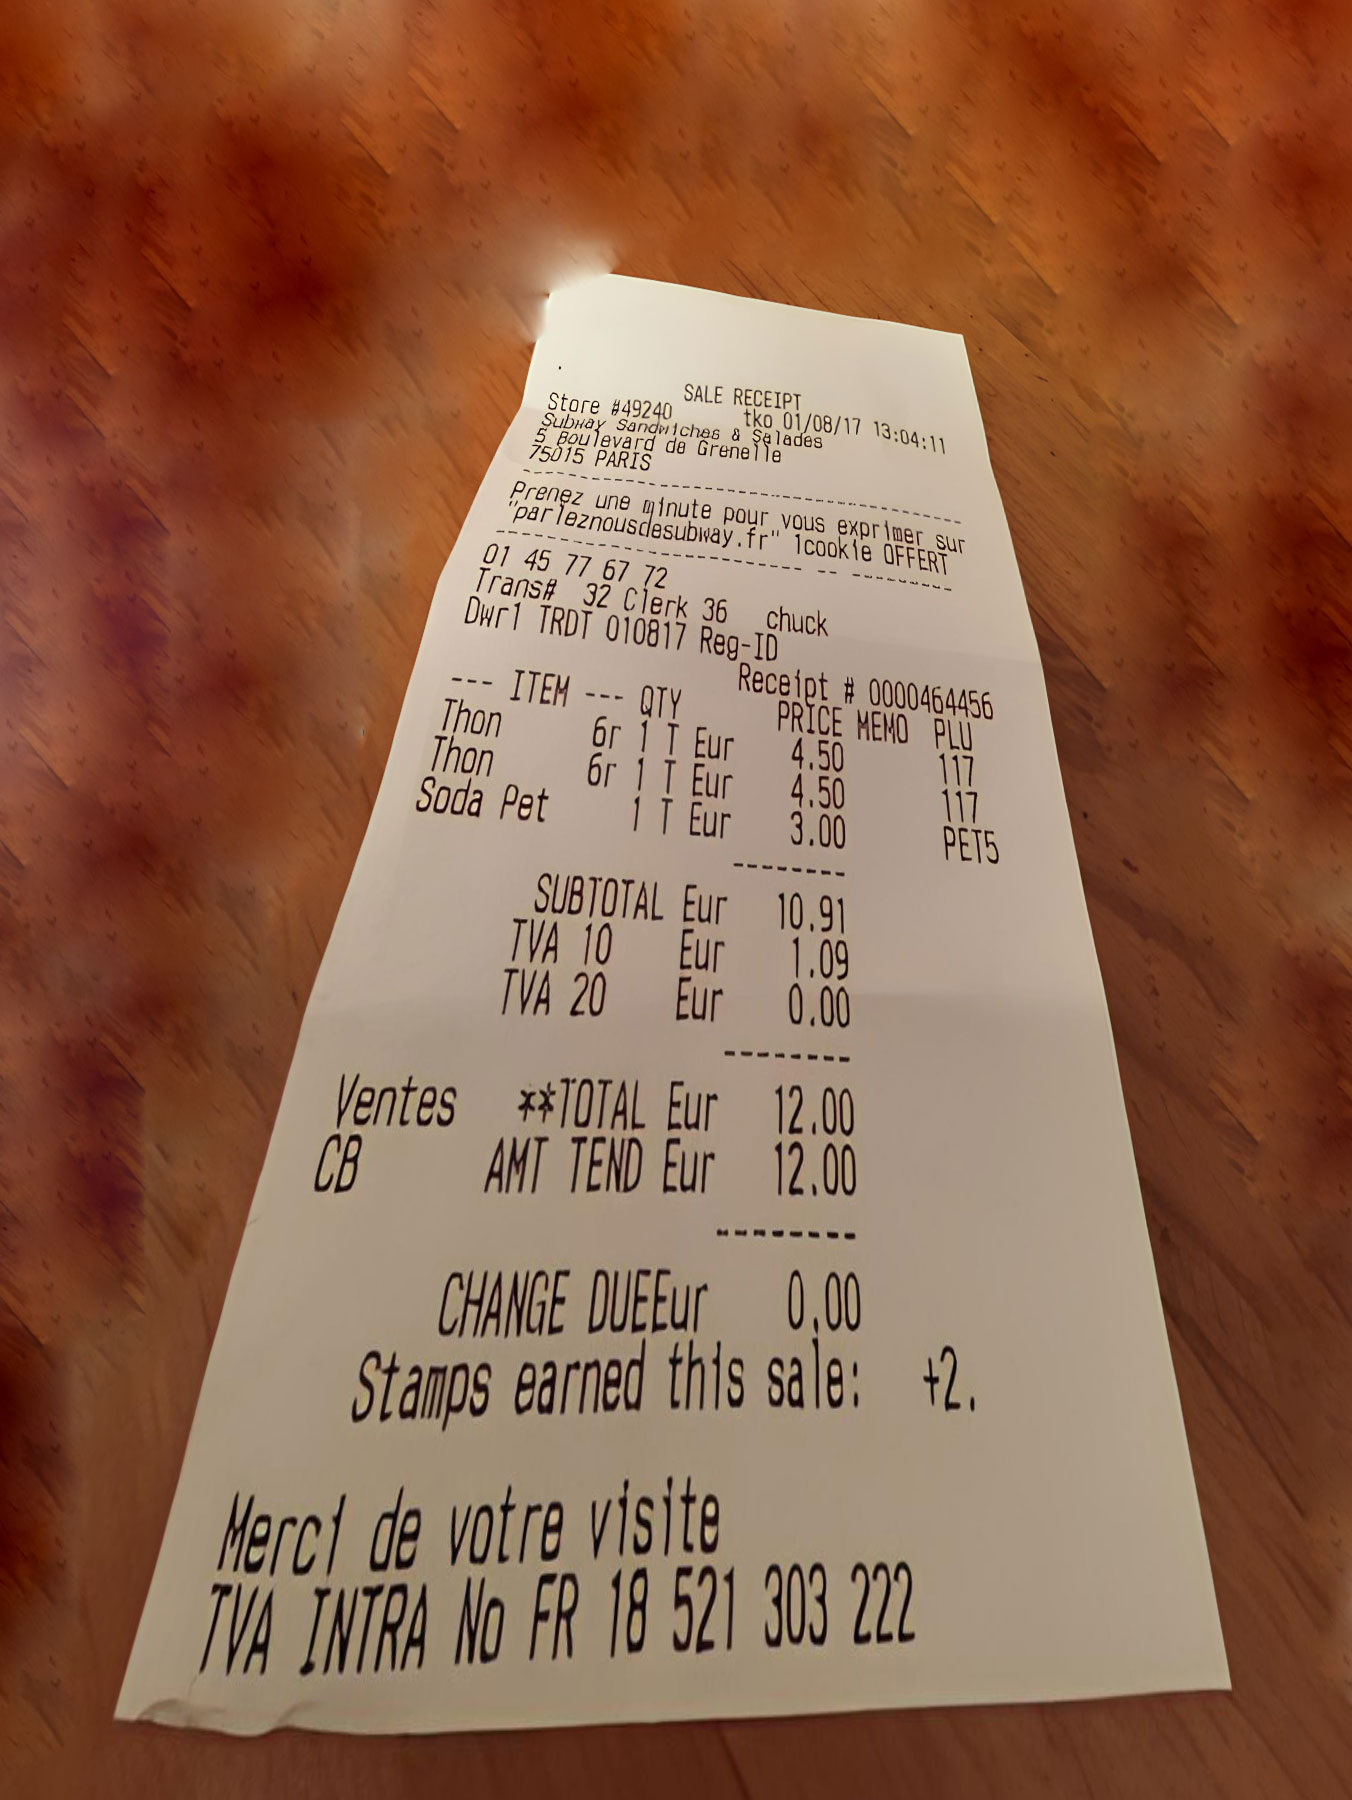 SALE RECEIPT
Store #49240 tko 01/08/17 13:04:11
Subway Sandwiches & Salades
5 Boulevard de Grenelle
75015 PARIS
--------------------------------
Prenez une minute pour vous exprimer sur
"parleznousdesubway.fr" 1cookie OFFERT
--------------------------------
01 45 77 67 72
Trans# 32 Clerk 36 chuck
Dwr1 TRDT 010817 Reg-ID
Receipt # 0000464456
--- ITEM --- QTY PRICE MEMO PLU
Thon 6r 1 T Eur 4.50 117
Thon 6r 1 T Eur 4.50 117
Soda Pet 1 T Eur 3.00 PET5
--------
SUBTOTAL Eur 10.91
TVA 10 Eur 1.09
TVA 20 Eur 0.00
--------
Ventes **TOTAL Eur 12.00
CB AMT TEND Eur 12.00
--------
CHANGE DUEEur 0.00
Stamps earned this sale: +2.
Merci de votre visite
TVA INTRA No FR 18 521 303 222